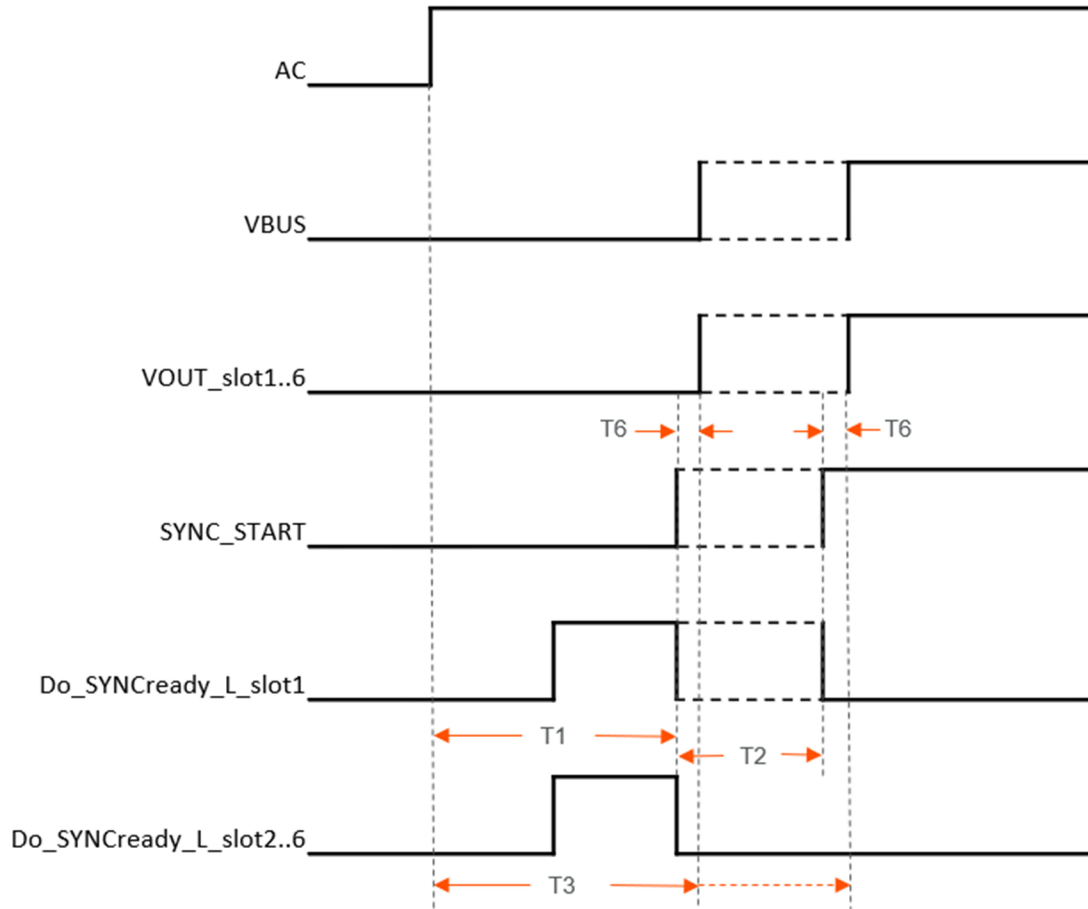 AC
VBUS
VOUT_slot1..6
T6 T6
SYNC_START
Do_SYNCready_L_slot1
T1
T2
Do_SYNCready_L_slot2..6
T3